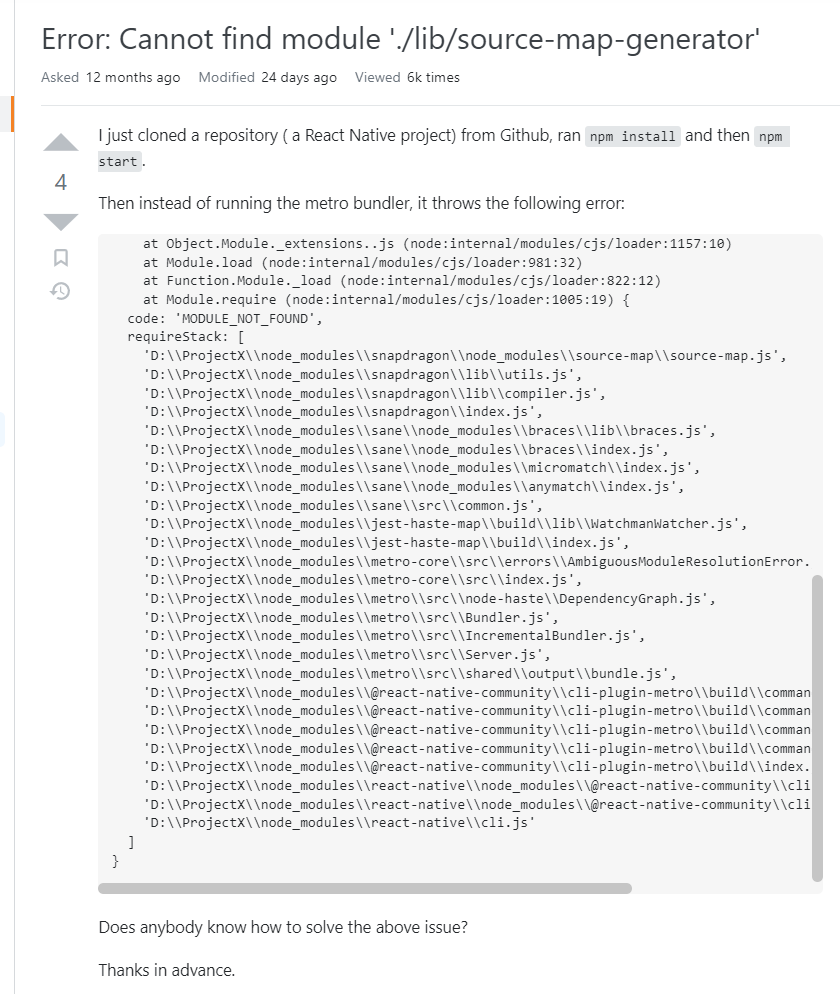 Error: Cannot find module './lib/source-map-generator'
Asked 12 months ago Modified 24 days ago Viewed 6k times
I just cloned a repository ( a React Native project) from Github, ran npm install and then npm
start.
4
Then instead of running the metro bundler, it throws the following error:
at Object.Module._extensions..js (node:internal/modules/cjs/loader:1157:10)
at Module.load (node:internal/modules/cjs/loader:981:32)
at Function.Module._load (node:internal/modules/cjs/loader:822:12)
at Module.require (node:internal/modules/cjs/loader:1005:19) {
code: 'MODULE_NOT_FOUND',
requireStack: [
'D:\\ProjectX\\node_modules\\snapdragon\\node_modules\\source-map\\source-map.js',
'D:\\ProjectX\\node_modules\\snapdragon\\lib\\utils.js',
'D:\\ProjectX\\node_modules\\snapdragon\\lib\\compiler.js',
'D:\\ProjectX\\node_modules\\snapdragon\\index.js',
'D:\\ProjectX\\node_modules\\sane\\node_modules\\braces\\lib\\braces.js',
'D:\\ProjectX\\node_modules\\sane\\node_modules\\braces\\index.js',
'D:\\ProjectX\\node_modules\\sane\\node_modules\\micromatch\\index.js',
'D:\\ProjectX\\node_modules\\sane\\node_modules\\anymatch\\index.js',
'D:\\ProjectX\\node_modules\\sane\\src\\common.js',
'D:\\ProjectX\\node_modules\\jest-haste-map\\build\\lib\\WatchmanWatcher.js',
'D:\\ProjectX\\node_modules\\jest-haste-map\\build\\index.js',
'D:\\ProjectX\\node_modules\\metro-core\\src\\errors\\AmbiguousModuleResolutionError.
'D:\\ProjectX\\node_modules\\metro-core\\src\\index.js',
'D:\\ProjectX\\node_modules\\metro\\src\\node-haste\\DependencyGraph.js',
'D:\\ProjectX\\node_modules\\metro\\src\\Bundler.js',
'D:\\ProjectX\\node_modules\\metro\\src\\IncrementalBundler.js',
'D:\\ProjectX\\node_modules\\metro\\src\\Server.js',
'D:\\ProjectX\\node_modules\\metro\\src\\shared\\output\\bundle.js',
'D:\\ProjectX\\node_modules\\@react-native-community\\cli-plugin-metro\\build\\comman
'D:\\ProjectX\\node_modules\\@react-native-community\\cli-plugin-metro\\build\\comman
'D:\\ProjectX\\node_modules\\@react-native-community\\cli-plugin-metro\\build\\comman
'D:\\ProjectX\\node_modules\\@react-native-community\\cli-plugin-metro\\build\\comman
'D:\\ProjectX\\node_modules\\@react-native-community\\cli-plugin-metro\\build\\index.
'D:\\ProjectX\\node_modules\\react-native\\node_modules\\@react-native-community\\cli
'D:\\ProjectX\\node_modules\\react-native\\node_modules\\@react-native-community\\cli
'D:\\ProjectX\\node_modules\\react-native\\cli.js'
]
}
Does anybody know how to solve the above issue?
Thanks in advance.